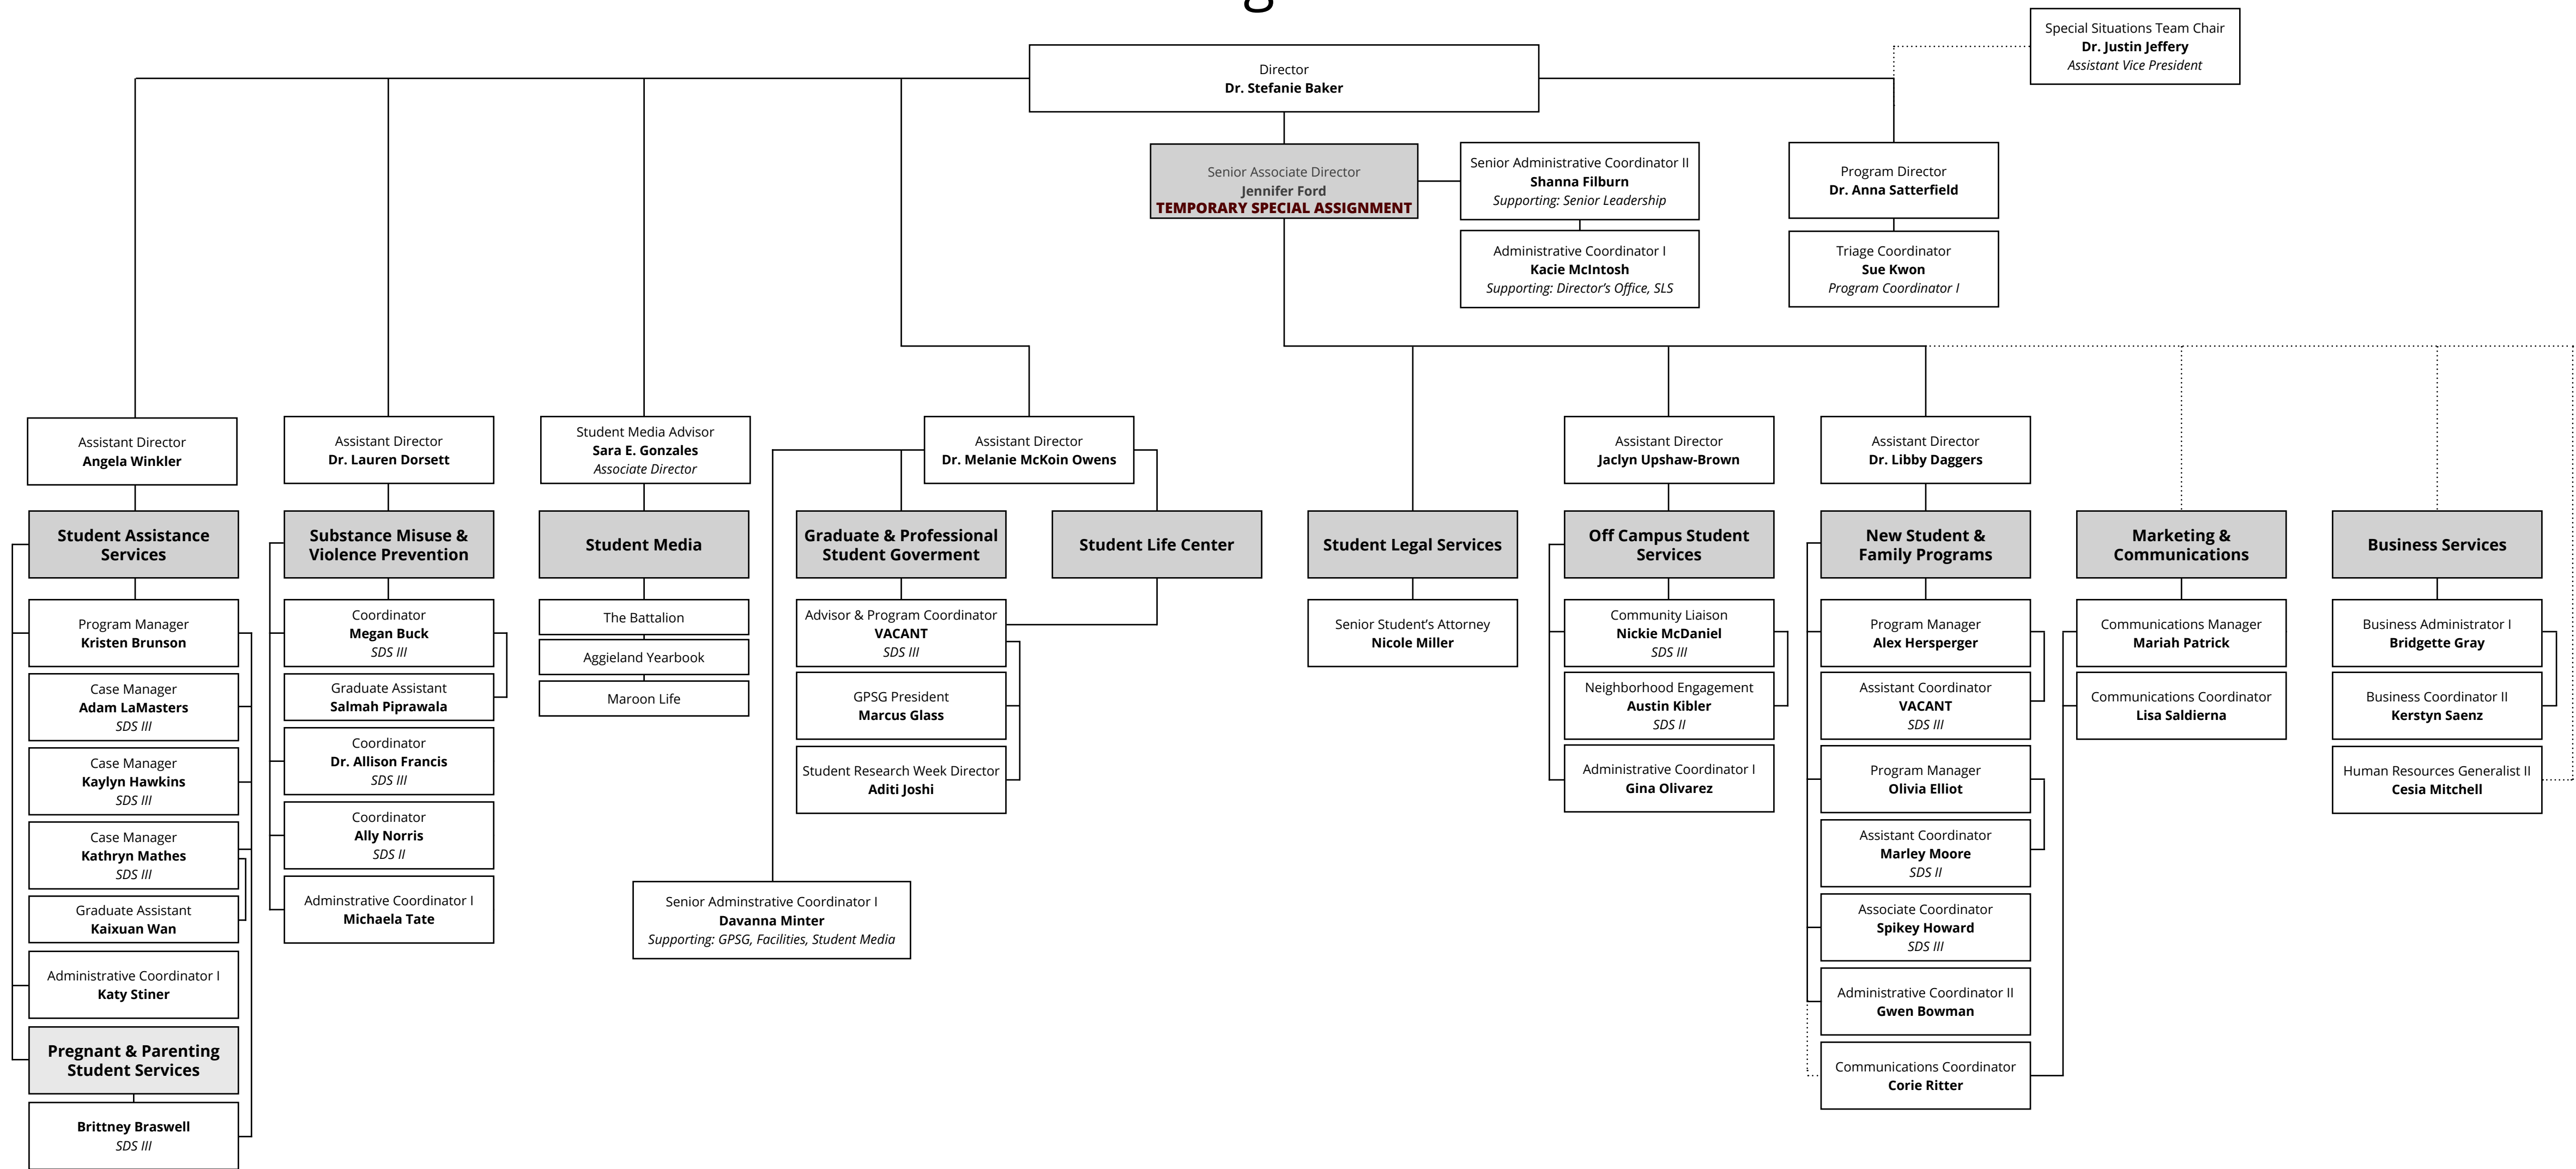 Special Situations Team Chair
Dr. Justin Jeffery
Assistant Vice President
Director
Dr. Stefanie Baker
Senior Associate Director
Jennifer Ford
TEMPORARY SPECIAL ASSIGNMENT
Senior Administrative Coordinator II
Shanna Filburn
Supporting: Senior Leadership
Administrative Coordinator I
Kacie McIntosh
Supporting: Director's Office, SLS
Program Director
Dr. Anna Satterfield
Triage Coordinator
Sue Kwon
Program Coordinator I
Assistant Director
Angela Winkler
Student Assistance
Services
Program Manager
Kristen Brunson
Case Manager
Adam LaMasters
SDS III
Case Manager
Kaylyn Hawkins
SDS III
Case Manager
Kathryn Mathes
SDS III
Graduate Assistant
Kaixuan Wan
Administrative Coordinator I
Katy Stiner
Pregnant & Parenting
Student Services
Brittney Braswell
SDS III
Assistant Director
Dr. Lauren Dorsett
Substance Misuse &
Violence Prevention
Coordinator
Megan Buck
SDS III
Graduate Assistant
Salmah Piprawala
Coordinator
Dr. Allison Francis
SDS III
Coordinator
Ally Norris
SDS II
Adminstrative Coordinator I
Michaela Tate
Student Media Advisor
Sara E. Gonzales
Associate Director
Student Media
The Battalion
Aggieland Yearbook
Maroon Life
Assistant Director
Dr. Melanie McKoin Owens
Graduate & Professional
Student Goverment
Advisor & Program Coordinator
VACANT
SDS III
GPSG President
Marcus Glass
Student Research Week Director
Aditi Joshi
Senior Adminstrative Coordinator I
Davanna Minter
Supporting: GPSG, Facilities, Student Media
Student Life Center
Student Legal Services
Senior Student's Attorney
Nicole Miller
Assistant Director
Jaclyn Upshaw-Brown
Off Campus Student
Services
Community Liaison
Nickie McDaniel
SDS III
Neighborhood Engagement
Austin Kibler
SDS II
Administrative Coordinator I
Gina Olivarez
Assistant Director
Dr. Libby Daggers
New Student &
Family Programs
Program Manager
Alex Hersperger
Assistant Coordinator
VACANT
SDS III
Program Manager
Olivia Elliot
Assistant Coordinator
Marley Moore
SDS II
Associate Coordinator
Spikey Howard
SDS III
Administrative Coordinator II
Gwen Bowman
Communications Coordinator
Corie Ritter
Marketing &
Communications
Communications Manager
Mariah Patrick
Communications Coordinator
Lisa Saldierna
Business Services
Business Administrator I
Bridgette Gray
Business Coordinator II
Kerstyn Saenz
Human Resources Generalist II
Cesia Mitchell